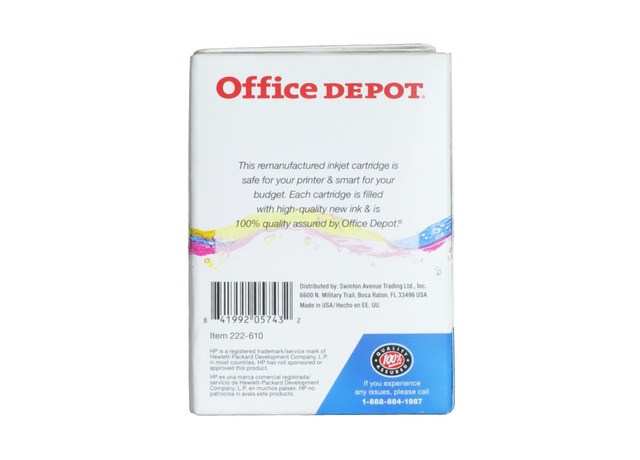 Office DEPOT.
This remanufactured inkjet cartridge is
safe for your printer & smart for your
budget. Each cartridge is filled
with high-quality new ink & is
100% quality assured by Office Depot.®
Distributed by: Swinton Avenue Trading Ltd., Inc.
6600 N. Military Trail, Boca Raton, FL 33496 USA
Made in USA/Hecho en EE. UU.
8 41992 05743 2
Item 222-610
HP is a registered trademark/service mark of
Hewlett-Packard Development Company, L.P.
in most countries. HP has not sponsored or
approved this product.
HP es una marca comercial registrada/
servicio de Hewlett-Packard Development
Company, L.P. en muchos países. HP no
patrocina ni avala este producto.
QUALITY
100%
ASSURED
If you experience
any issues, please call
1-888-894-1987